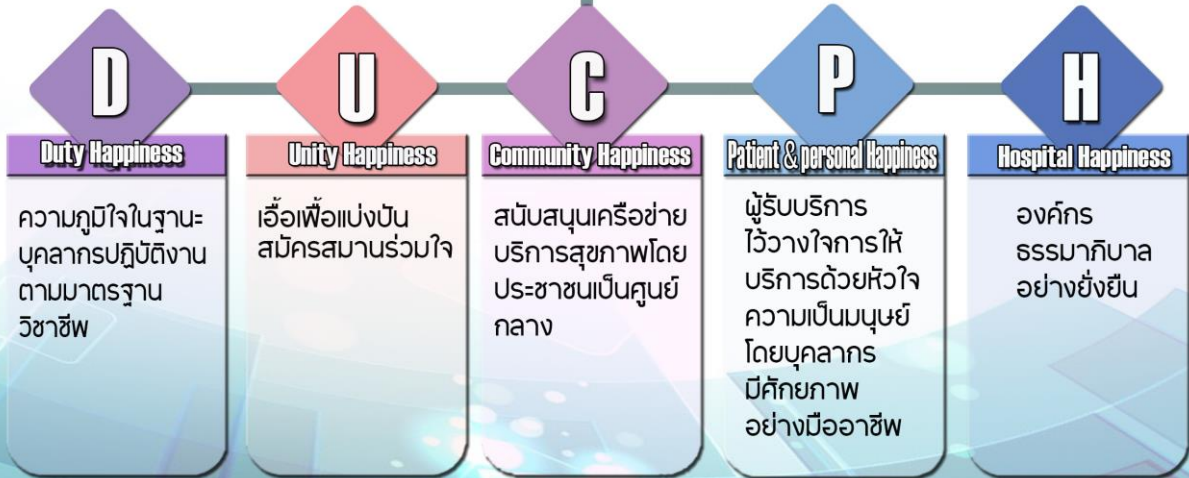 D
Duty Happiness
ความภูมิใจในฐานะ
บุคลากรปฏิบัติงาน
ตามมาตรฐาน
วิชาชีพ
U
Unity Happiness
เอื้อเฟื้อแบ่งปัน
สมัครสมานร่วมใจ
C
Community Happiness
สนับสนุนเครือข่าย
บริการสุขภาพโดย
ประชาชนเป็นศูนย์
กลาง
P
Patient & personal Happiness
ผู้รับบริการ
ไว้วางใจการให้
บริการด้วยหัวใจ
ความเป็นมนุษย์
โดยบุคลากร
มีศักยภาพ
อย่างมืออาชีพ
H
Hospital Happiness
องค์กร
ธรรมาภิบาล
อย่างยั่งยืน